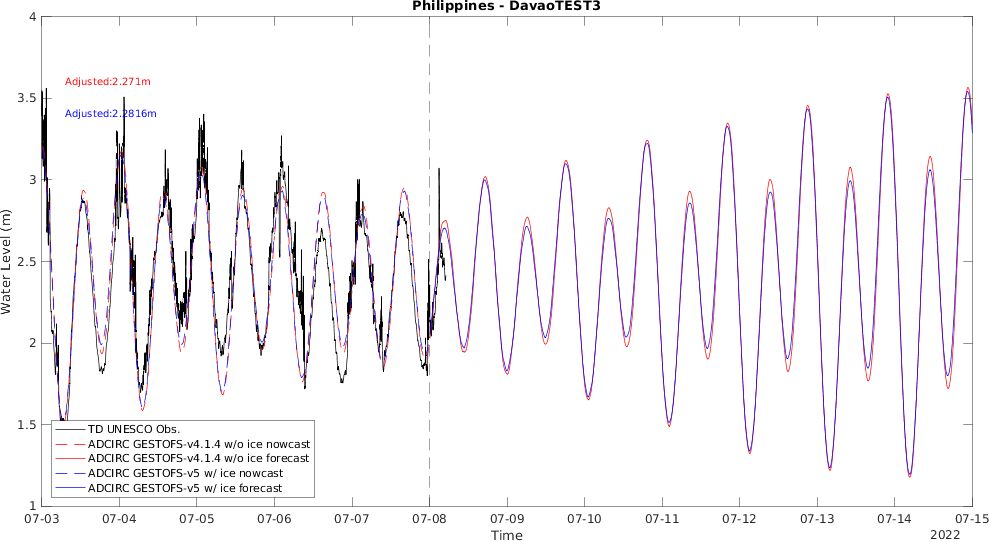 Philippines - DavaoTEST3
4
3.5
3
2.5
2
1.5
1
Water Level (m)
Adjusted:2.271m
Adjusted:2.2816m
TD UNESCO Obs.
ADCIRC GESTOFS-v4.1.4 w/o ice nowcast
ADCIRC GESTOFS-v4.1.4 w/o ice forecast
ADCIRC GESTOFS-v5 w/ ice nowcast
ADCIRC GESTOFS-v5 w/ ice forecast
07-03 07-04 07-05 07-06 07-07 07-08 07-09 07-10 07-11 07-12 07-13 07-14 07-15
Time
2022